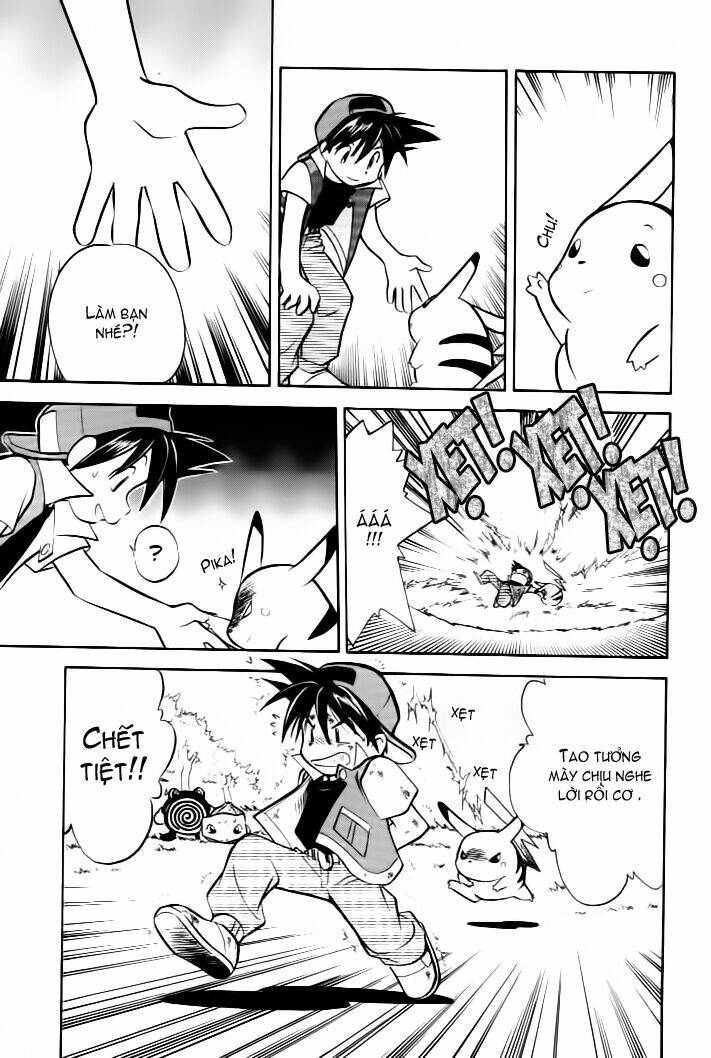 LÀM BẠN
NHÉ?!
CHU!
?
PIKA!
ÁÁÁ
!!!
XẸT!
XẸT!
XẸT!
CHẾT
TIỆT!!
XẸT
XẸT
XẸT
TAO TƯỞNG
MÀY CHỊU NGHE
LỜI RỒI CƠ .